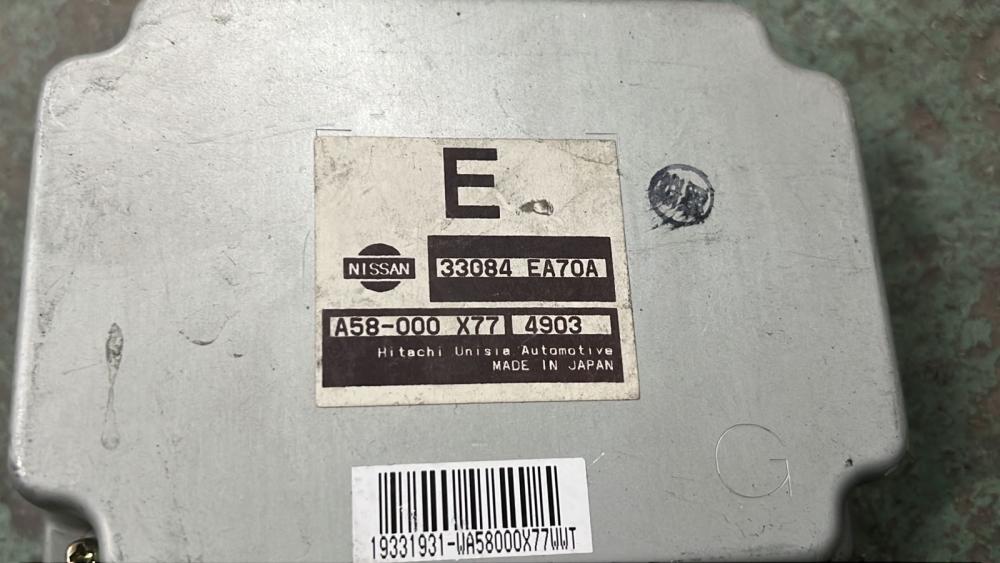 E
NISSAN
33084 EA70A
A58-000 X77 4903
Hitachi Unisia Automotive
MADE IN JAPAN
G
19331931-WA58000X77WWT